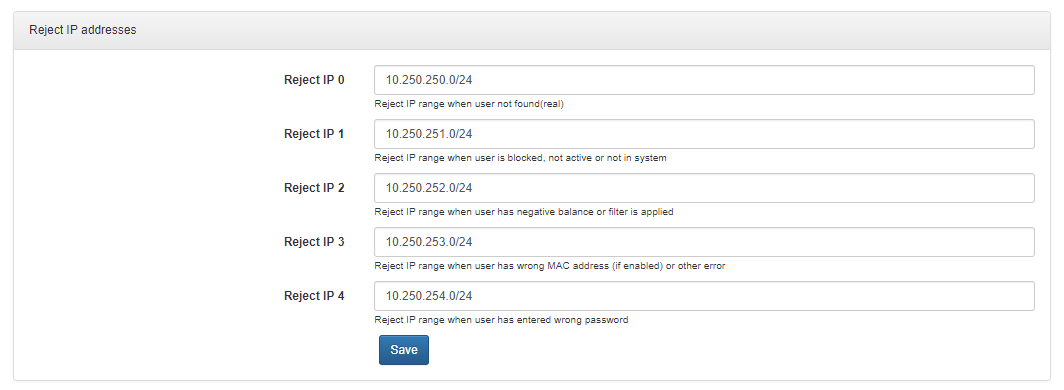 Reject IP addresses
Reject IP 0
10.250.250.0/24
Reject IP range when user not found(real)
Reject IP 1
10.250.251.0/24
Reject IP range when user is blocked, not active or not in system
Reject IP 2
10.250.252.0/24
Reject IP range when user has negative balance or filter is applied
Reject IP 3
10.250.253.0/24
Reject IP range when user has wrong MAC address (if enabled) or other error
Reject IP 4
10.250.254.0/24
Reject IP range when user has entered wrong password
Save